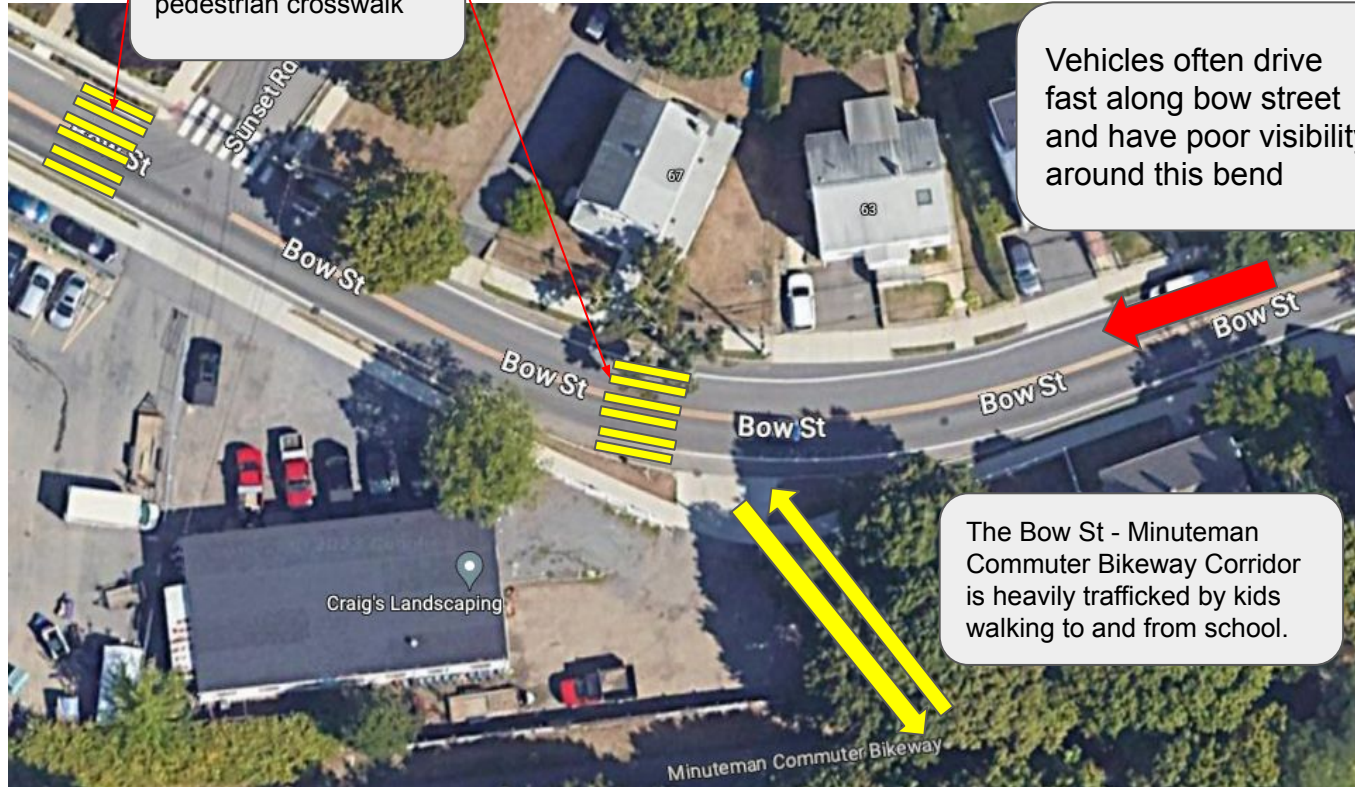 pedestrian crosswalk
Vehicles often drive
fast along bow street
and have poor visibility
around this bend
Sunset Rd
Bow St
67
63
Bow St
Bow St
Bow St
Bow St
Bow St
The Bow St - Minuteman
Commuter Bikeway Corridor
is heavily trafficked by kids
walking to and from school.
Craig's Landscaping
Minuteman Commuter Bikeway